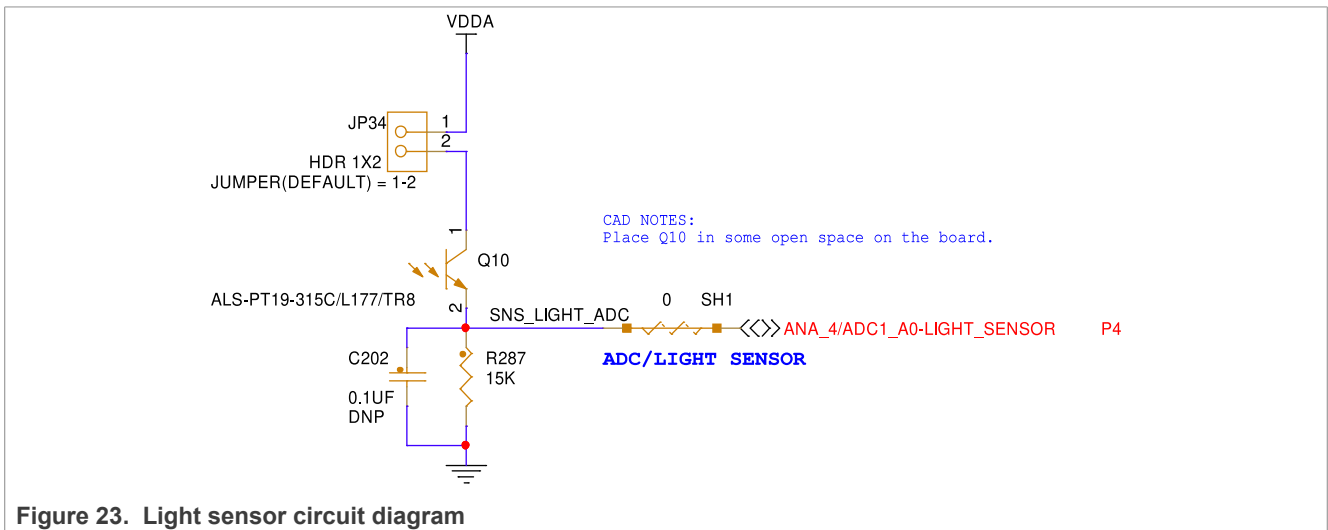 VDDA
JP34
1
2
HDR 1X2
JUMPER(DEFAULT) = 1-2
CAD NOTES:
Place Q10 in some open space on the board.
1
Q10
ALS-PT19-315C/L177/TR8
2
SNS_LIGHT_ADC
0 SH1
ANA_4/ADC1_A0-LIGHT_SENSOR P4
ADC/LIGHT SENSOR
C202
0.1UF
DNP
R287
15K
Figure 23. Light sensor circuit diagram